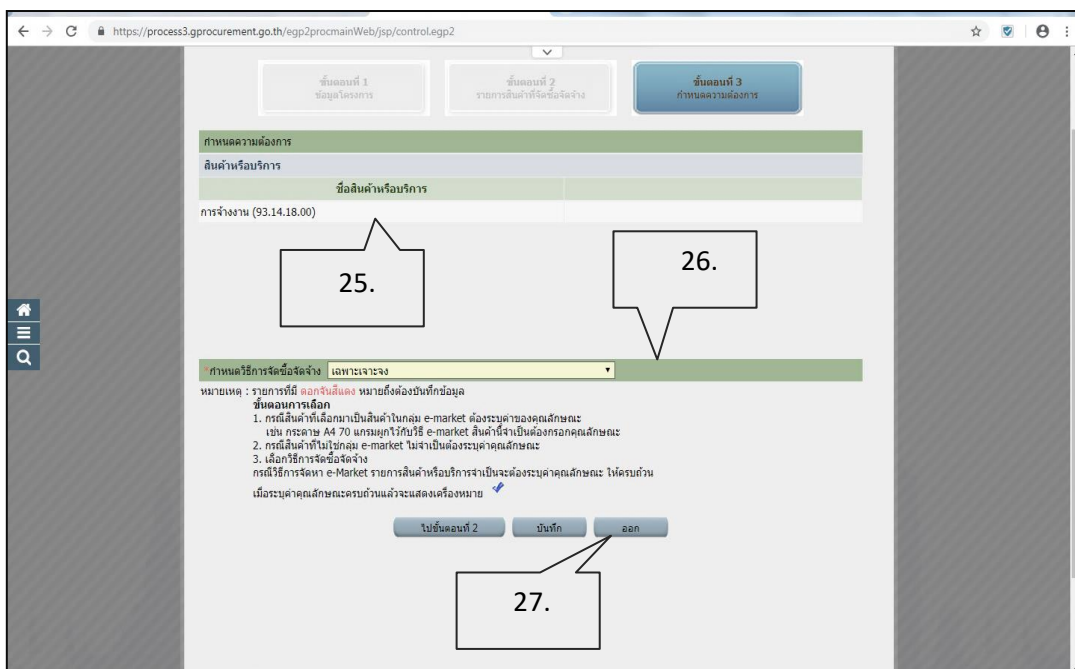 https://process3.gprocurement.go.th/egp2procmainWeb/jsp/control.egp2
ขั้นตอนที่ 1
ข้อมูลโครงการ
ขั้นตอนที่ 2
รายการสินค้าที่จัดซื้อจัดจ้าง
ขั้นตอนที่ 3
กำหนดความต้องการ
กำหนดความต้องการ
สินค้าหรือบริการ
ชื่อสินค้าหรือบริการ
การจ้างงาน (93.14.18.00)
25.
26.
*กำหนดวิธีการจัดซื้อจัดจ้าง เฉพาะเจาะจง
หมายเหตุ : รายการที่มี ดอกจันสีแดง หมายถึงต้องบันทึกข้อมูล
ขั้นตอนการเลือก
1. กรณีสินค้าที่เลือกมาเป็นสินค้าในกลุ่ม e-market ต้องระบุค่าของคุณลักษณะ
เช่น กระดาษ A4 70 แกรมผูกไว้กับวิธี e-market สินค้านี้จำเป็นต้องกรอกคุณลักษณะ
2. กรณีสินค้าที่ไม่ใช่กลุ่ม e-market ไม่จำเป็นต้องระบุค่าคุณลักษณะ
3. เลือกวิธีการจัดซื้อจัดจ้าง
กรณีวิธีการจัดหา e-Market รายการสินค้าหรือบริการจำเป็นจะต้องระบุค่าคุณลักษณะ ให้ครบถ้วน
เมื่อระบุค่าคุณลักษณะครบถ้วนแล้วจะแสดงเครื่องหมาย
ไปขั้นตอนที่ 2 บันทึก ออก
27.